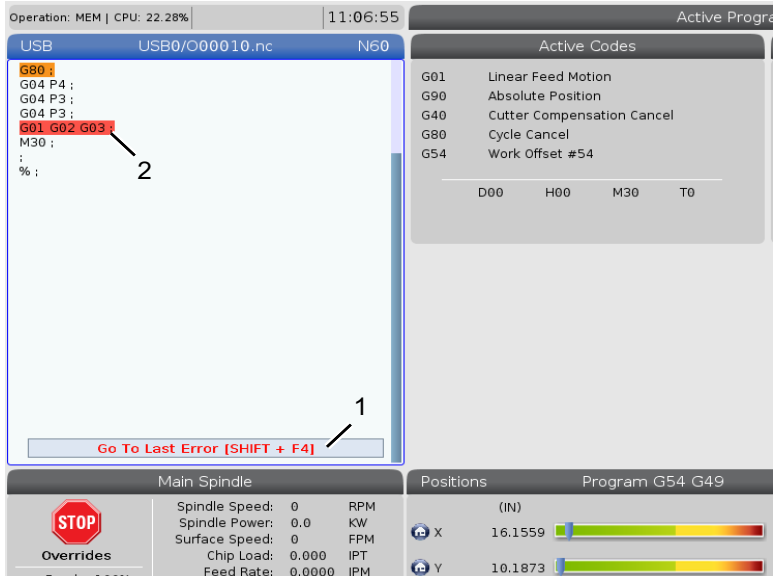 Operation: MEM | CPU: 22.28%
11:06:55
Active Progra
USB USB0/O00010.nc N60
G80 ;
G04 P4 ;
G04 P3 ;
G04 P3 ;
G01 G02 G03 ;
M30 ;
;
% ;
2
1
Go To Last Error [SHIFT + F4]
Active Codes
G01 Linear Feed Motion
G90 Absolute Position
G40 Cutter Compensation Cancel
G80 Cycle Cancel
G54 Work Offset #54
D00 H00 M30 T0
Main Spindle
STOP
Overrides
Spindle Speed: 0 RPM
Spindle Power: 0.0 KW
Surface Speed: 0 FPM
Chip Load: 0.000 IPT
Feed Rate: 0.0000 IPM
Positions Program G54 G49
(IN)
X 16.1559
Y 10.1873